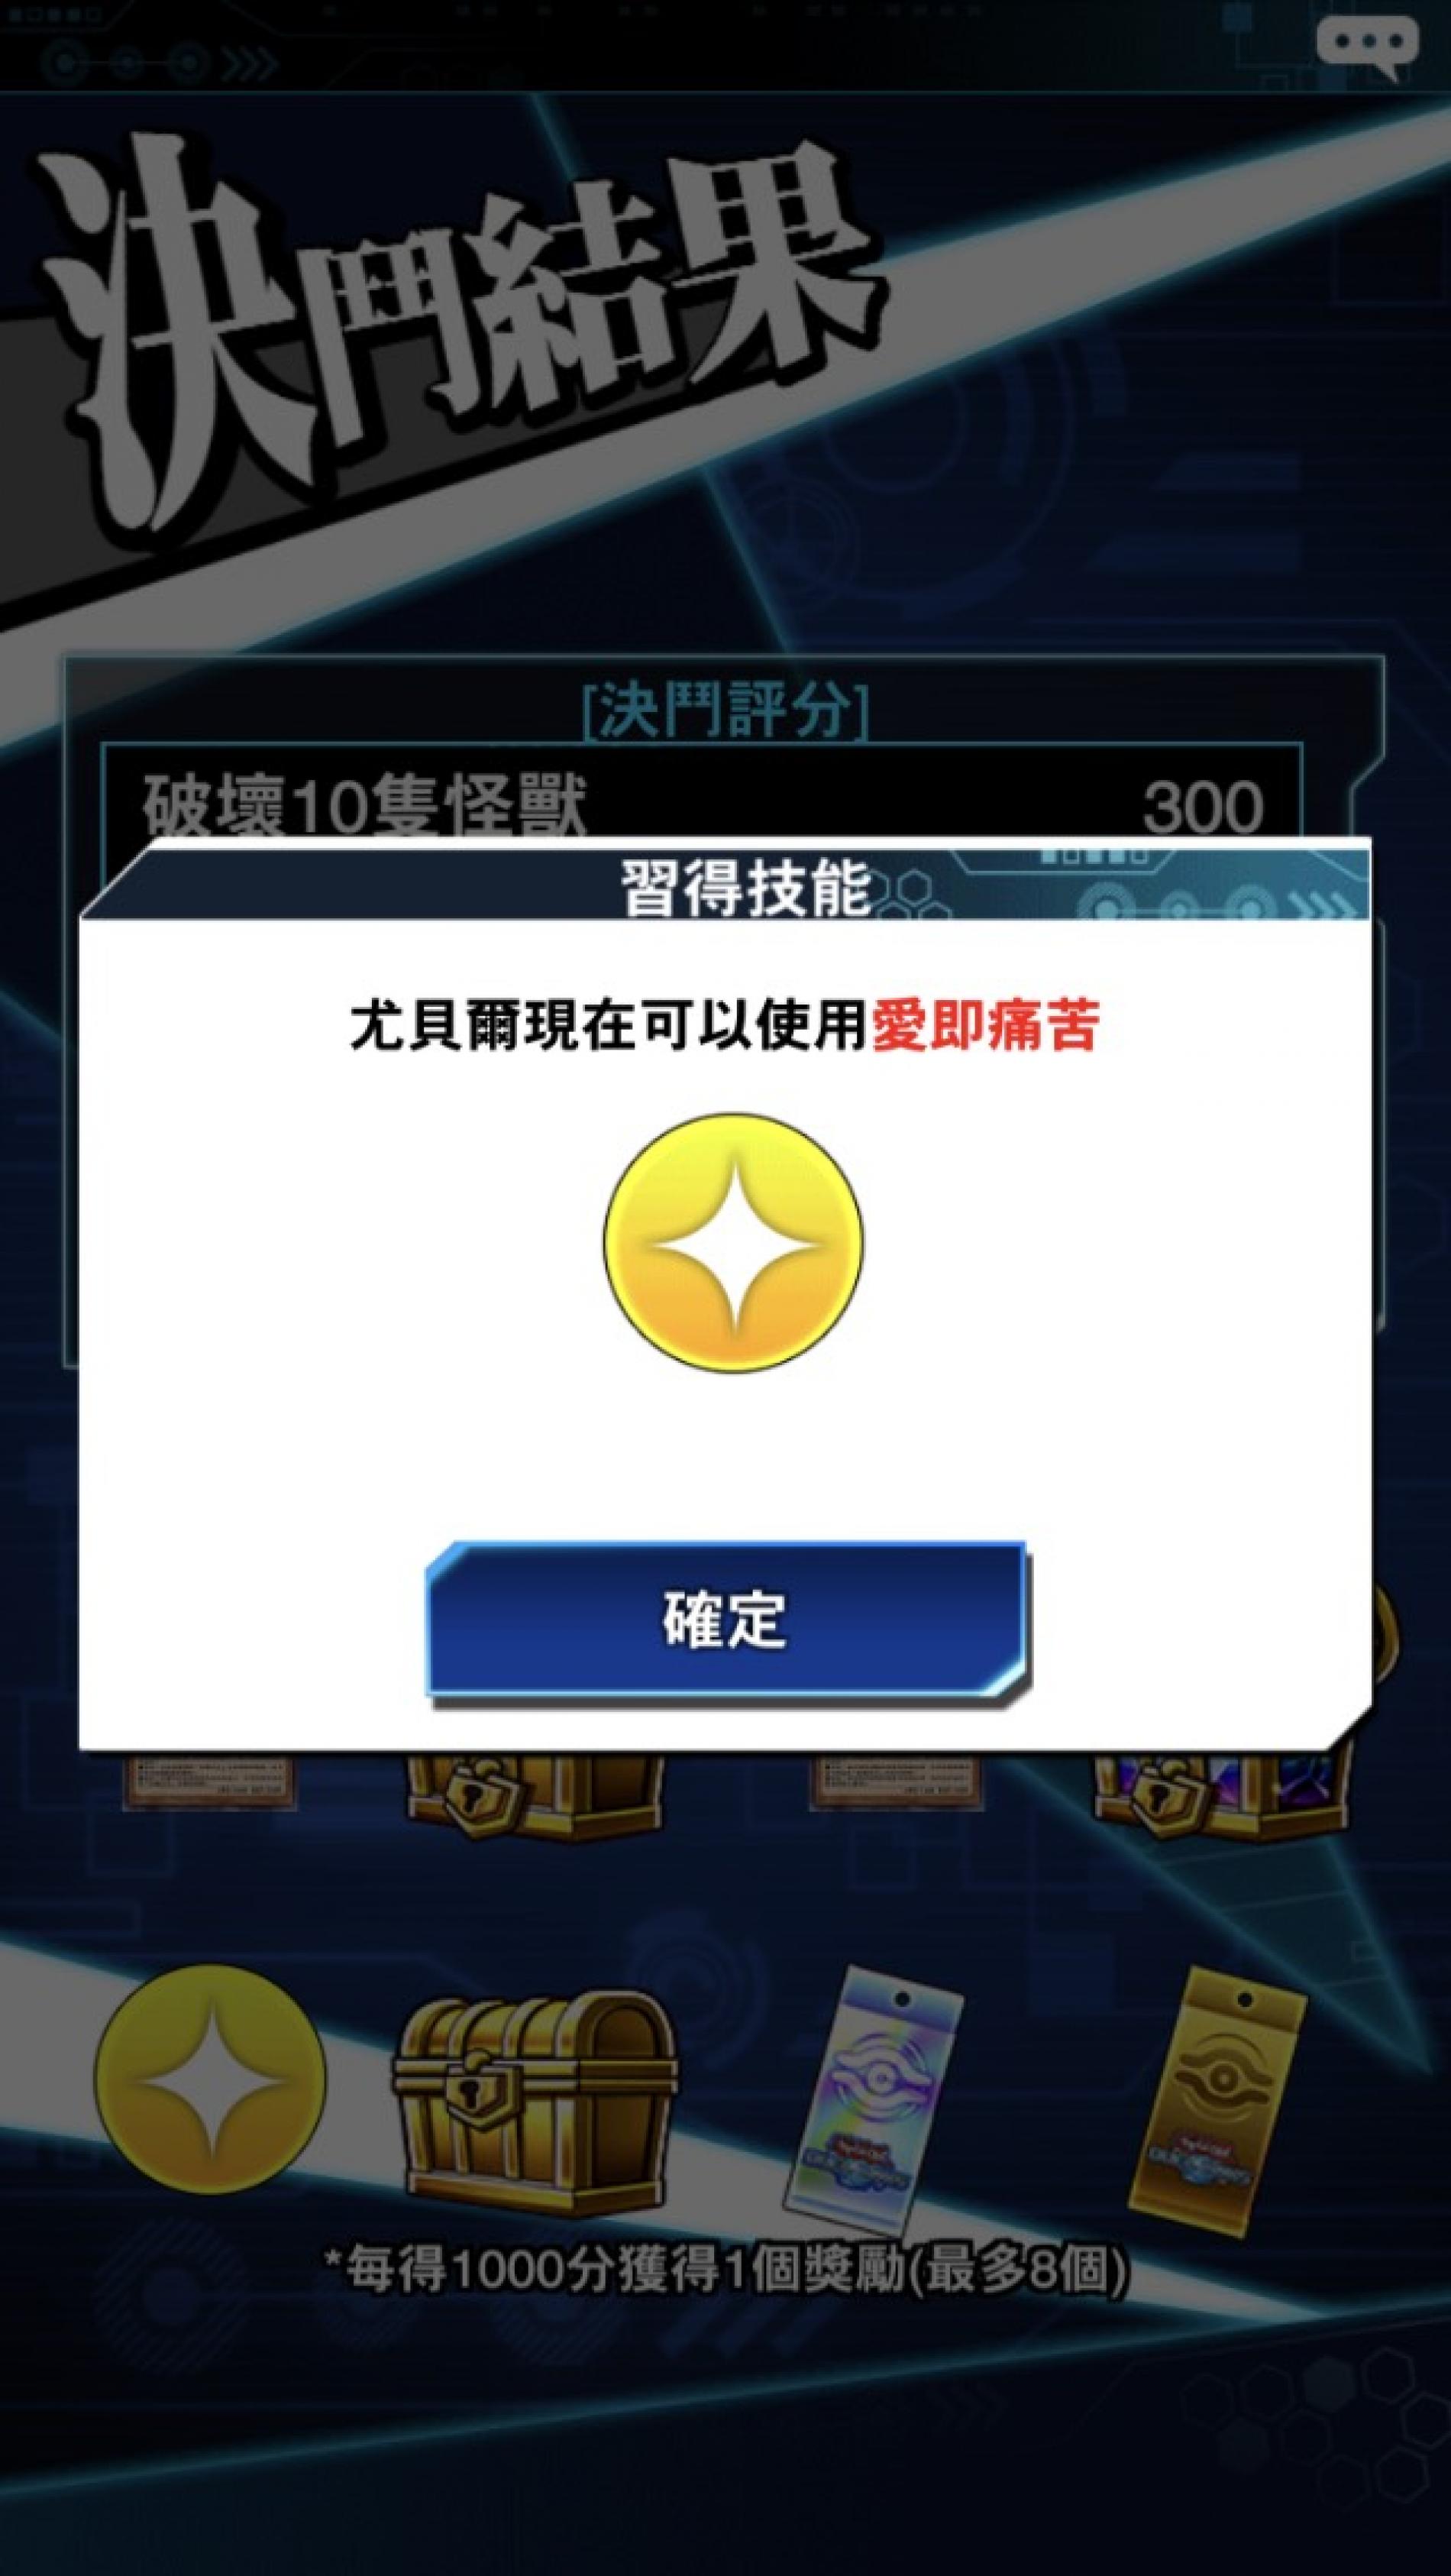 決鬥結果
[決鬥評分]
破壞10隻怪獸 300
習得技能
尤貝爾現在可以使用愛即痛苦
確定
*每得1000分獲得1個獎勵(最多8個)